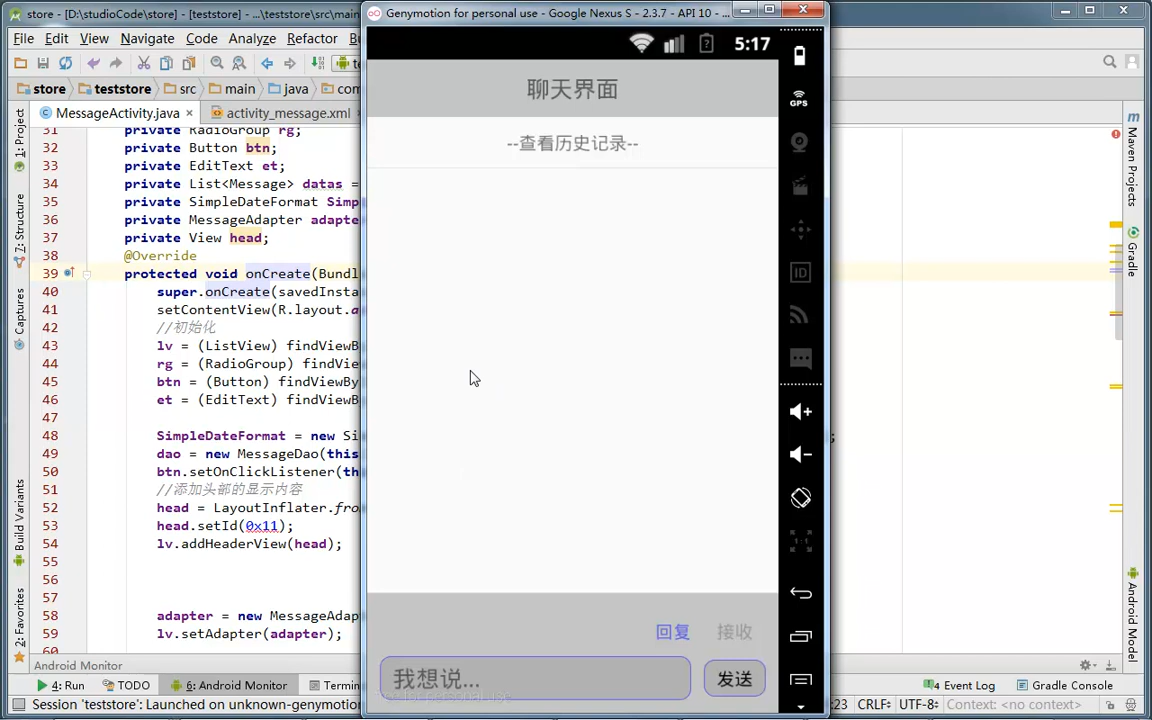 store - [D:\studioCode\store] - [teststore] - ...\teststore\src\main
Genymotion for personal use - Google Nexus S - 2.3.7 - API 10 - ...
File Edit View Navigate Code Analyze Refactor
store teststore src main java com
MessageActivity.java
activity_message.xml
1: Project
7: Structure
Captures
Build Variants
2: Favorites
31 private RadioGroup rg;
32 private Button btn;
33 private EditText et;
34 private List<Message> datas =
35 private SimpleDateFormat Simp
36 private MessageAdapter adapter
37 private View head;
38 @Override
39 protected void onCreate(Bundl
40 super.onCreate(savedInsta
41 setContentView(R.layout.a
42 //初始化
43 lv = (ListView) findViewB
44 rg = (RadioGroup) findVie
45 btn = (Button) findViewBy
46 et = (EditText) findViewB
47
48 SimpleDateFormat = new Si
49 dao = new MessageDao(this
50 btn.setOnClickListener(th
51 //添加头部的显示内容
52 head = LayoutInflater.fro
53 head.setId(0x11);
54 lv.addHeaderView(head);
55
56
58 adapter = new MessageAdap
59 lv.setAdapter(adapter);
60
5:17
聊天界面
--查看历史记录--
回复 接收
我想说...
发送
GPS
ID
1:1
;
Maven Projects
Gradle
Android Model
Android Monitor
4: Run TODO 6: Android Monitor Termin
4 Event Log Gradle Console
Session 'teststore': Launched on unknown-genymotion
:23 CRLF÷ UTF-8÷ Context: <no context>